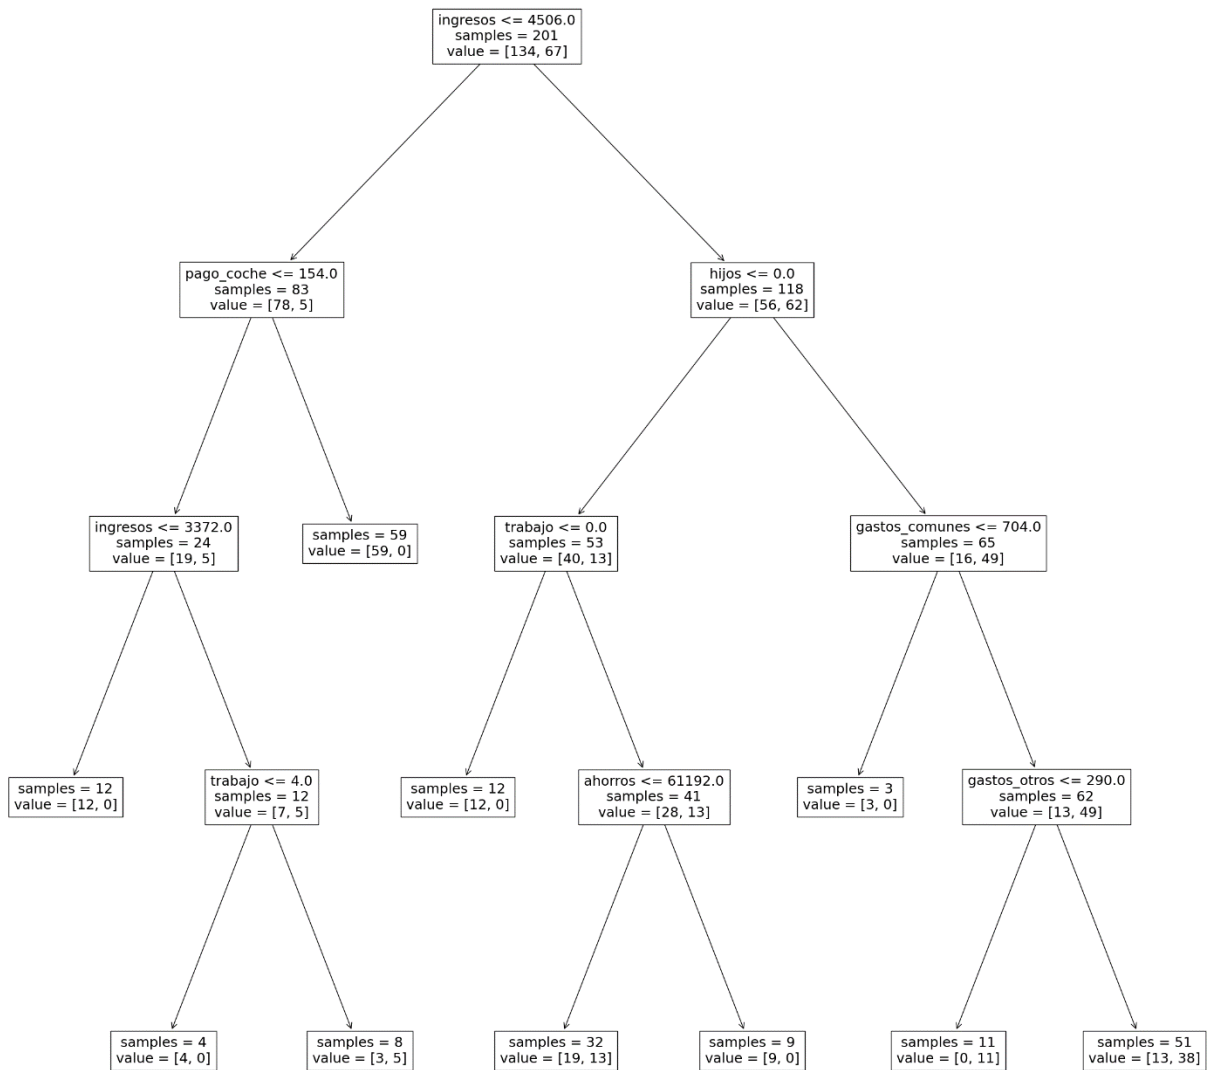 ingresos <= 4506.0
samples = 201
value = [134, 67]
pago_coche <= 154.0
samples = 83
value = [78, 5]
hijos <= 0.0
samples = 118
value = [56, 62]
ingresos <= 3372.0
samples = 24
value = [19, 5]
samples = 59
value = [59, 0]
trabajo <= 0.0
samples = 53
value = [40, 13]
gastos_comunes <= 704.0
samples = 65
value = [16, 49]
samples = 12
value = [12, 0]
trabajo <= 4.0
samples = 12
value = [7, 5]
samples = 12
value = [12, 0]
ahorros <= 61192.0
samples = 41
value = [28, 13]
samples = 3
value = [3, 0]
gastos_otros <= 290.0
samples = 62
value = [13, 49]
samples = 4
value = [4, 0]
samples = 8
value = [3, 5]
samples = 32
value = [19, 13]
samples = 9
value = [9, 0]
samples = 11
value = [0, 11]
samples = 51
value = [13, 38]